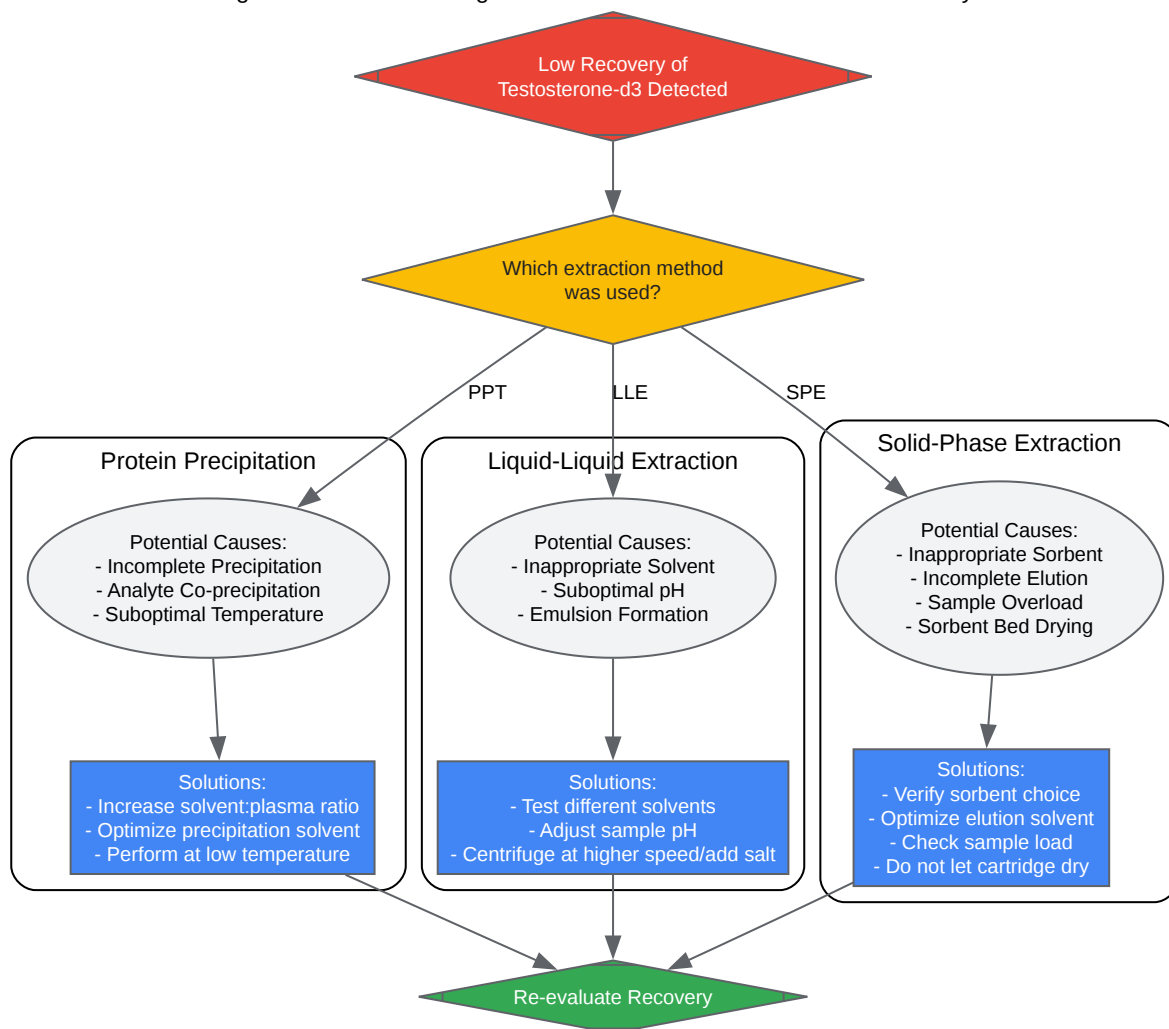 Low Recovery of
Testosterone-d3 Detected
Which extraction method
was used?
PPT
LLE
SPE
Protein Precipitation
Potential Causes:
- Incomplete Precipitation
- Analyte Co-precipitation
- Suboptimal Temperature
Solutions:
- Increase solvent:plasma ratio
- Optimize precipitation solvent
- Perform at low temperature
Liquid-Liquid Extraction
Potential Causes:
- Inappropriate Solvent
- Suboptimal pH
- Emulsion Formation
Solutions:
- Test different solvents
- Adjust sample pH
- Centrifuge at higher speed/add salt
Solid-Phase Extraction
Potential Causes:
- Inappropriate Sorbent
- Incomplete Elution
- Sample Overload
- Sorbent Bed Drying
Solutions:
- Verify sorbent choice
- Optimize elution solvent
- Check sample load
- Do not let cartridge dry
Re-evaluate Recovery